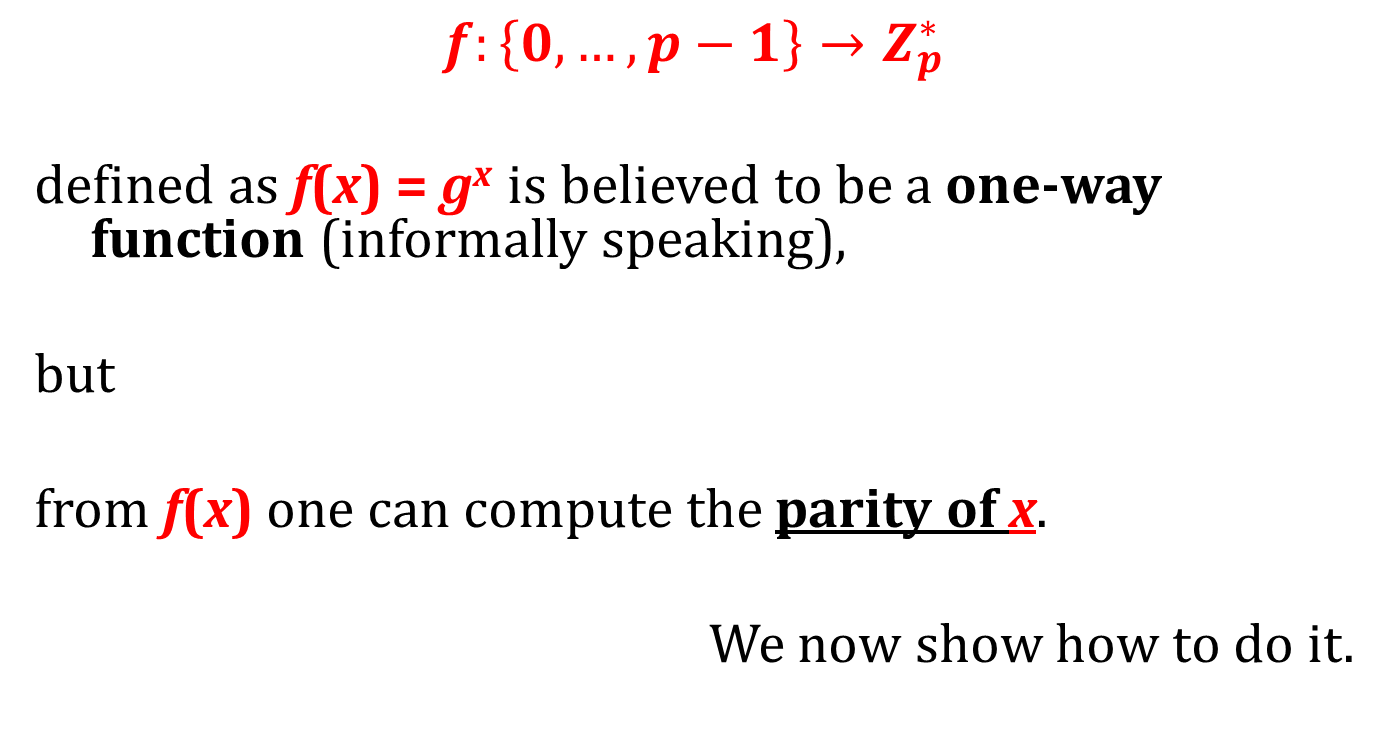 f: {0, … , p − 1} → Z_p^*
defined as f(x) = g^x is believed to be a one-way
function (informally speaking),
but
from f(x) one can compute the parity of x.
We now show how to do it.